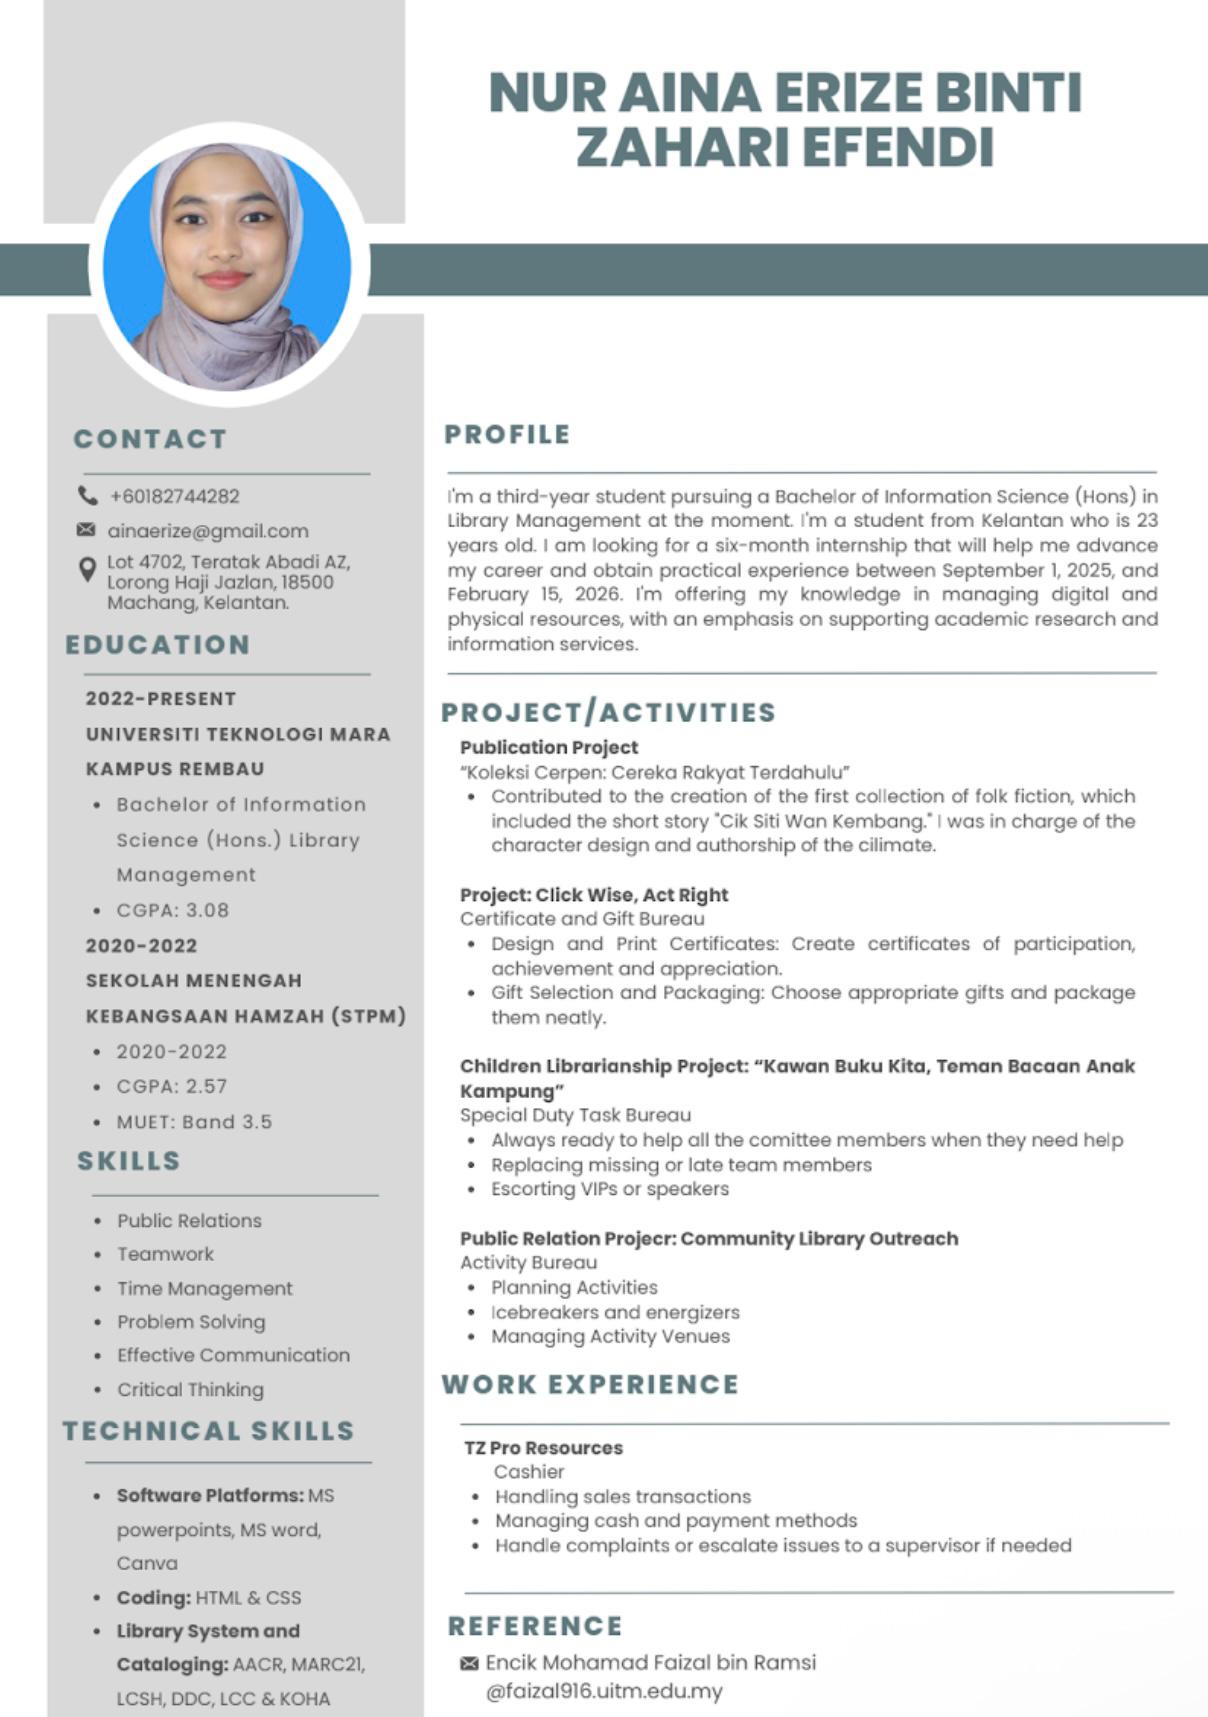 NUR AINA ERIZE BINTI
ZAHARI EFENDI
CONTACT
+60182744282
ainaerize@gmail.com
Lot 4702, Teratak Abadi AZ,
Lorong Haji Jazlan, 18500
Machang, Kelantan.
EDUCATION
2022-PRESENT
UNIVERSITI TEKNOLOGI MARA
KAMPUS REMBAU
• Bachelor of Information
Science (Hons.) Library
Management
• CGPA: 3.08
2020-2022
SEKOLAH MENENGAH
KEBANGSAAN HAMZAH (STPM)
• 2020-2022
• CGPA: 2.57
• MUET: Band 3.5
SKILLS
• Public Relations
• Teamwork
• Time Management
• Problem Solving
• Effective Communication
• Critical Thinking
TECHNICAL SKILLS
• Software Platforms: MS
powerpoints, MS word,
Canva
• Coding: HTML & CSS
• Library System and
Cataloging: AACR, MARC21,
LCSH, DDC, LCC & KOHA
PROFILE
I'm a third-year student pursuing a Bachelor of Information Science (Hons) in
Library Management at the moment. I'm a student from Kelantan who is 23
years old. I am looking for a six-month internship that will help me advance
my career and obtain practical experience between September 1, 2025, and
February 15, 2026. I'm offering my knowledge in managing digital and
physical resources, with an emphasis on supporting academic research and
information services.
PROJECT/ACTIVITIES
Publication Project
“Koleksi Cerpen: Cereka Rakyat Terdahulu”
• Contributed to the creation of the first collection of folk fiction, which
included the short story "Cik Siti Wan Kembang." I was in charge of the
character design and authorship of the cilimate.
Project: Click Wise, Act Right
Certificate and Gift Bureau
• Design and Print Certificates: Create certificates of participation,
achievement and appreciation.
• Gift Selection and Packaging: Choose appropriate gifts and package
them neatly.
Children Librarianship Project: “Kawan Buku Kita, Teman Bacaan Anak
Kampung”
Special Duty Task Bureau
• Always ready to help all the comittee members when they need help
• Replacing missing or late team members
• Escorting VIPs or speakers
Public Relation Projecr: Community Library Outreach
Activity Bureau
• Planning Activities
• Icebreakers and energizers
• Managing Activity Venues
WORK EXPERIENCE
TZ Pro Resources
Cashier
• Handling sales transactions
• Managing cash and payment methods
• Handle complaints or escalate issues to a supervisor if needed
REFERENCE
Encik Mohamad Faizal bin Ramsi
@faizal916.uitm.edu.my